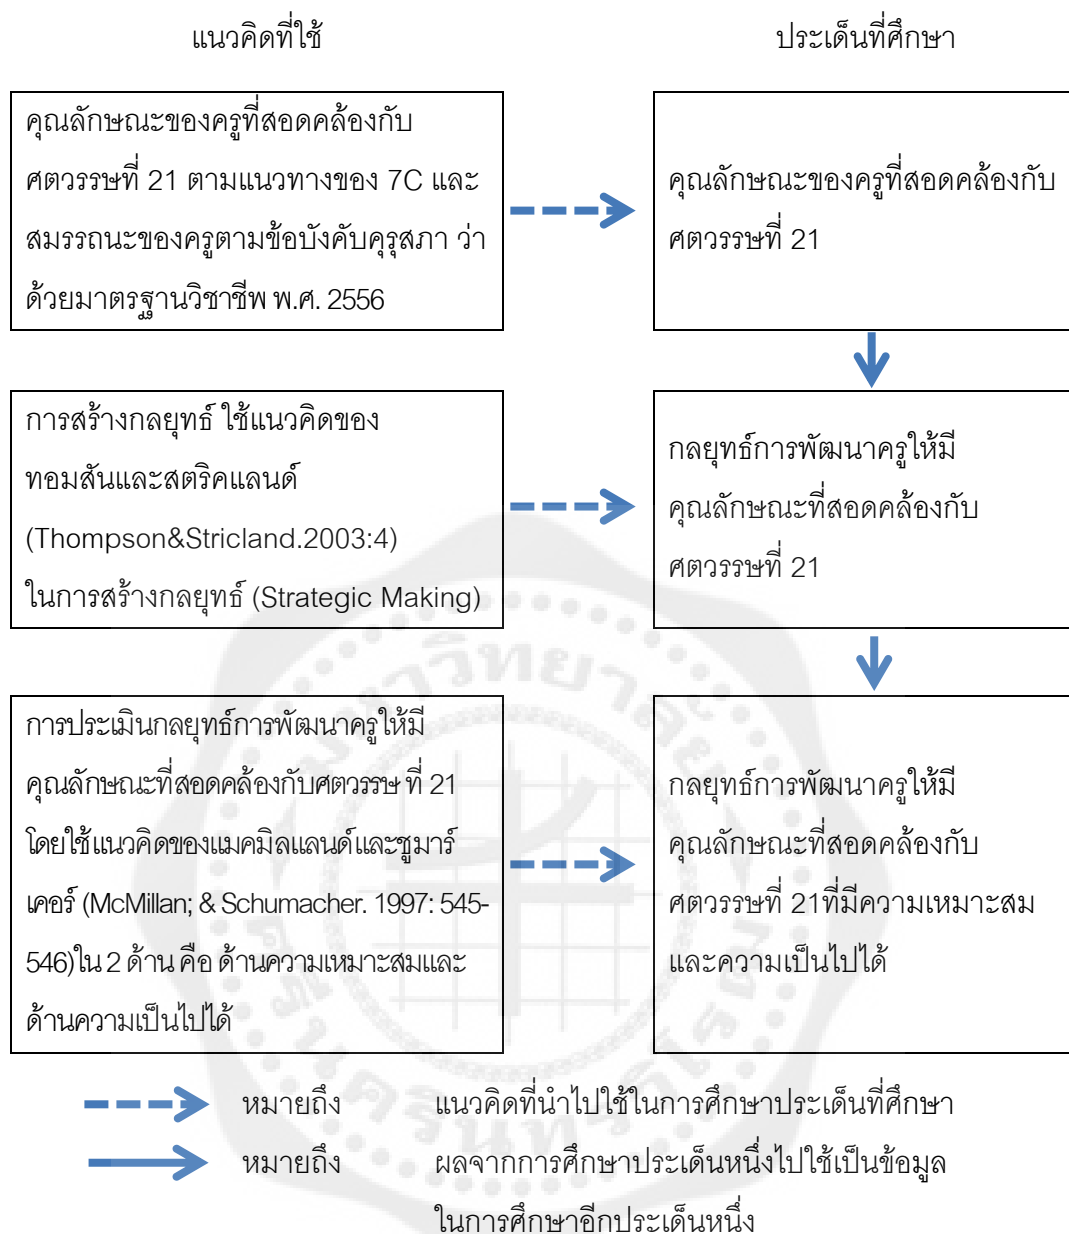 แนวคิดที่ใช้
ประเด็นที่ศึกษา
คุณลักษณะของครูที่สอดคล้องกับ
ศตวรรษที่ 21 ตามแนวทางของ 7C และ
สมรรถนะของครูตามข้อบังคับคุรุสภา ว่า
ด้วยมาตรฐานวิชาชีพ พ.ศ. 2556
คุณลักษณะของครูที่สอดคล้องกับ
ศตวรรษที่ 21
การสร้างกลยุทธ์ ใช้แนวคิดของ
ทอมสันและสตริคแลนด์
(Thompson&Stricland.2003:4)
ในการสร้างกลยุทธ์ (Strategic Making)
กลยุทธ์การพัฒนาครูให้มี
คุณลักษณะที่สอดคล้องกับ
ศตวรรษที่ 21
การประเมินกลยุทธ์การพัฒนาครูให้มี
คุณลักษณะที่สอดคล้องกับศตวรรษ ที่ 21
โดยใช้แนวคิดของแมคมิลแลนด์และชูมาร์
เคอร์ (McMillan; & Schumacher. 1997: 545-
546)ใน 2 ด้าน คือ ด้านความเหมาะสมและ
ด้านความเป็นไปได้
กลยุทธ์การพัฒนาครูให้มี
คุณลักษณะที่สอดคล้องกับ
ศตวรรษที่ 21ที่มีความเหมาะสม
และความเป็นไปได้
หมายถึง แนวคิดที่นำไปใช้ในการศึกษาประเด็นที่ศึกษา
หมายถึง ผลจากการศึกษาประเด็นหนึ่งไปใช้เป็นข้อมูล
ในการศึกษาอีกประเด็นหนึ่ง
มหาวิทยาลัย
ศรีนครินทรวิโรฒ